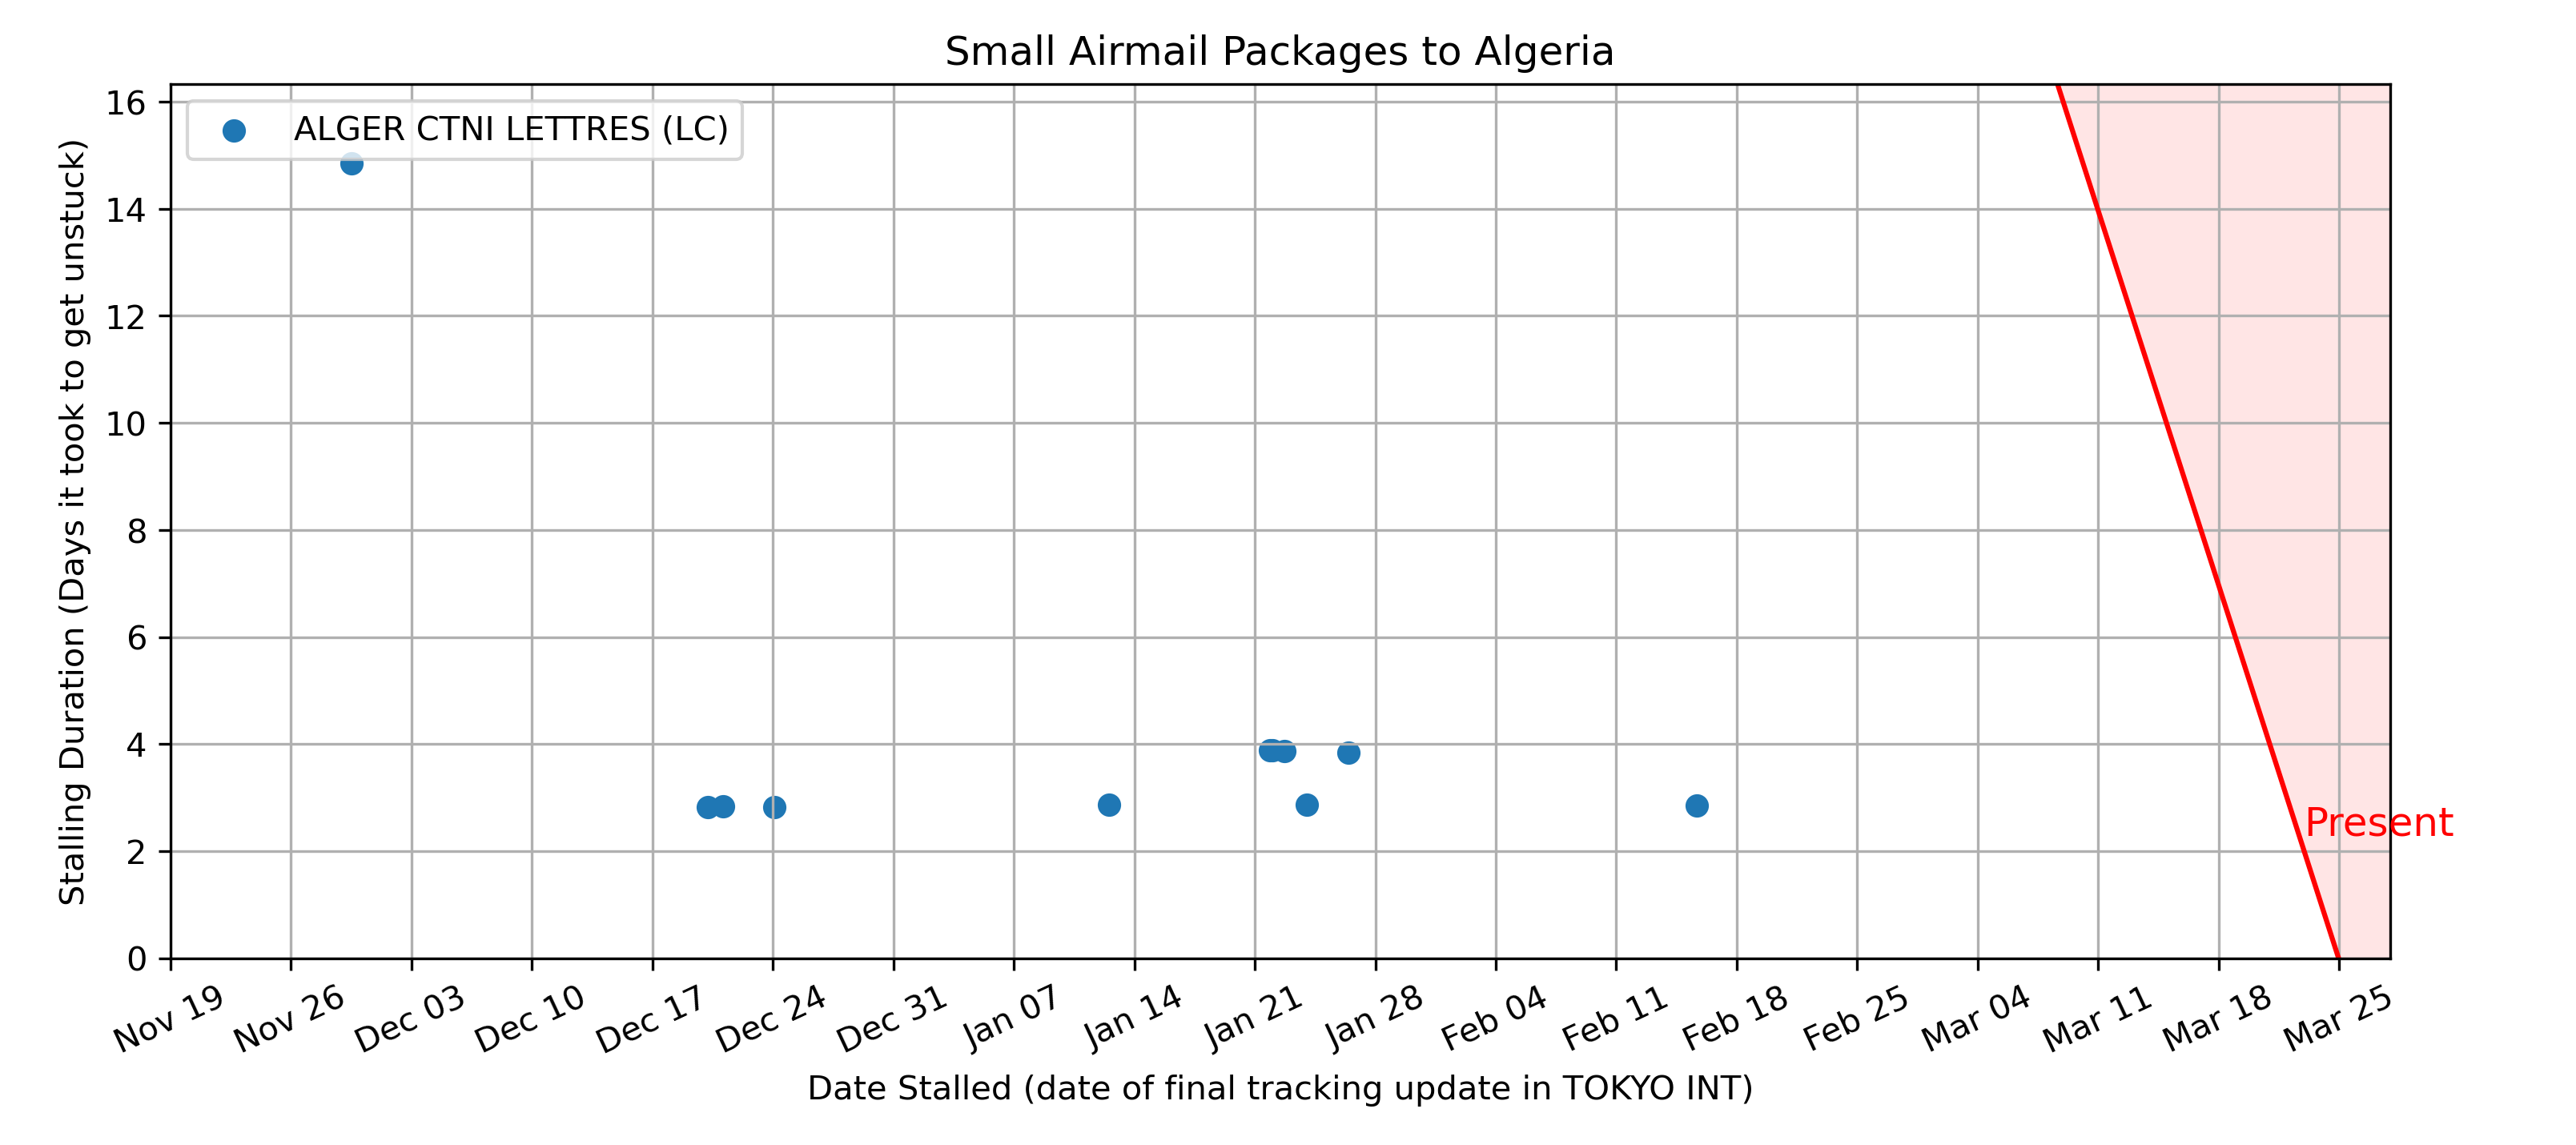 Small Airmail Packages to Algeria
ALGER CTNI LETTRES (LC)
Stalling Duration (Days it took to get unstuck)
16
14
12
10
8
6
4
2
0
Present
Nov 19 Nov 26 Dec 03 Dec 10 Dec 17 Dec 24 Dec 31 Jan 07 Jan 14 Jan 21 Jan 28 Feb 04 Feb 11 Feb 18 Feb 25 Mar 04 Mar 11 Mar 18 Mar 25
Date Stalled (date of final tracking update in TOKYO INT)